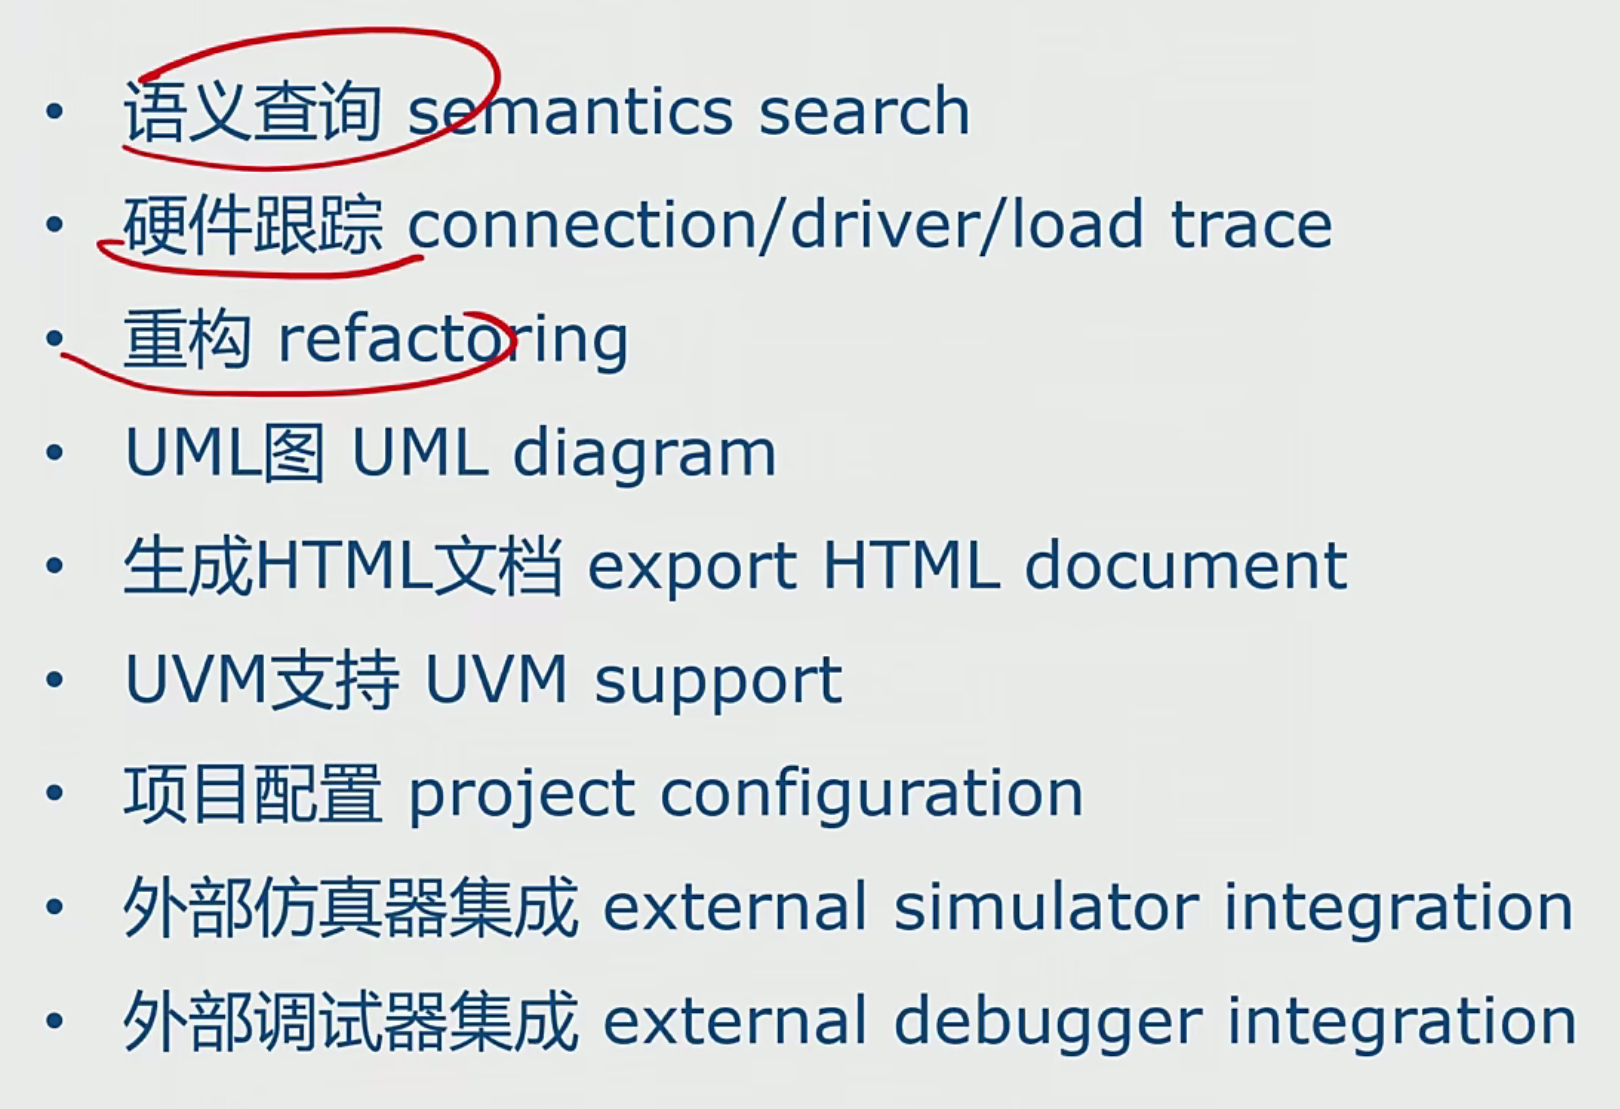 • 语义查询 semantics search
• 硬件跟踪 connection/driver/load trace
• 重构 refactoring
• UML图 UML diagram
• 生成HTML文档 export HTML document
• UVM支持 UVM support
• 项目配置 project configuration
• 外部仿真器集成 external simulator integration
• 外部调试器集成 external debugger integration